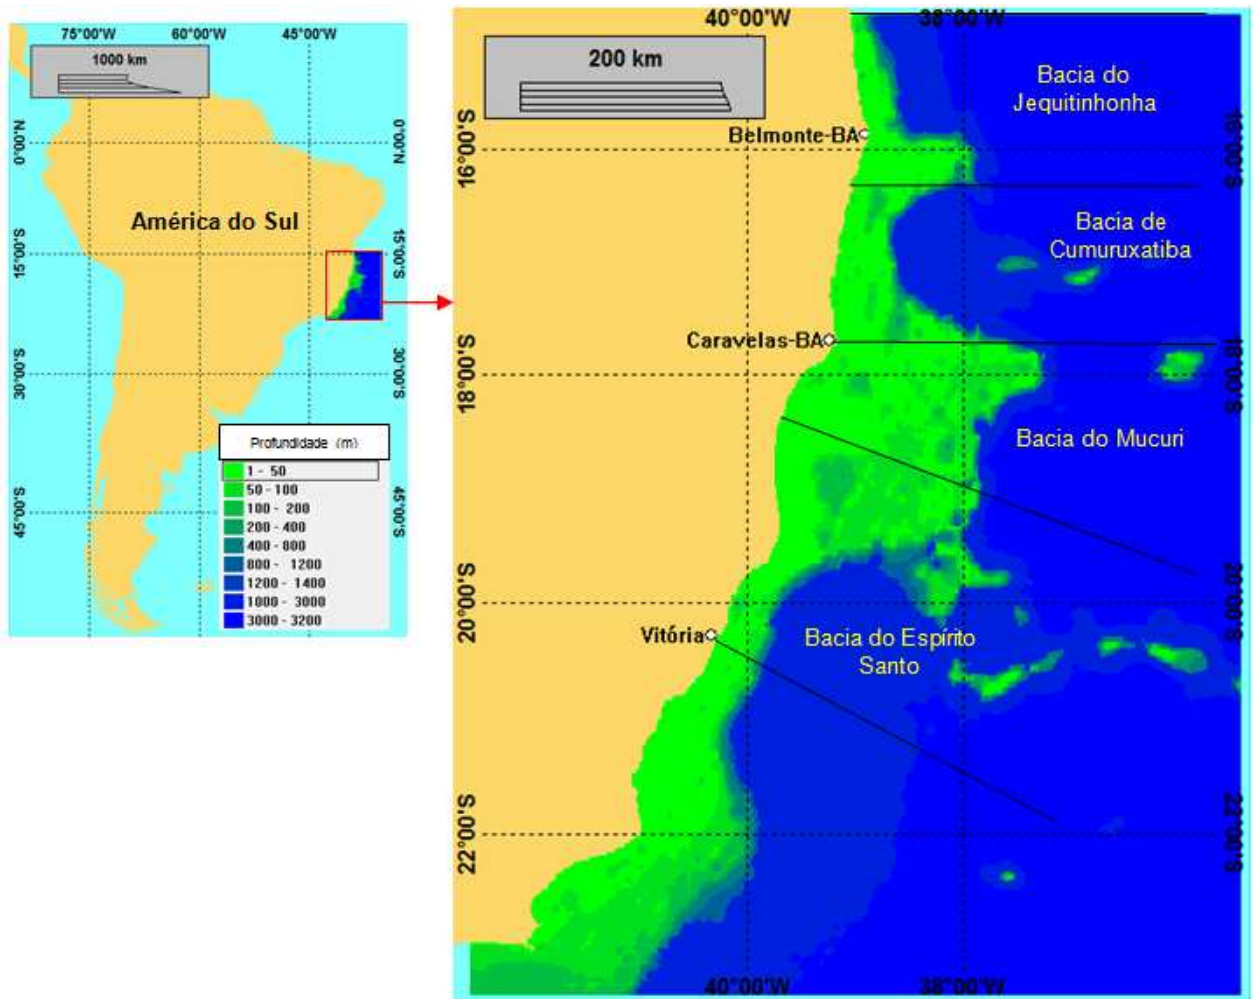 75°00'W
60°00'W
45°00'W
1000 km
0°00'N
0°00'N
América do Sul
15°00'S
15°00'S
30°00'S
30°00'S
Profundidade (m)
1 - 50
50 - 100
100 - 200
200 - 400
400 - 800
800 - 1200
1200 - 1400
1000 - 3000
3000 - 3200
45°00'S
45°00'S
40°00'W
38°00'W
200 km
Bacia do
Jequitinhonha
Belmonte-BA
16°00'S
16°00'S
Bacia de
Cumuruxatiba
Caravelas-BA
18°00'S
18°00'S
Bacia do Mucuri
20°00'S
20°00'S
Vitória
Bacia do Espírito
Santo
22°00'S
22°00'S
40°00'W
38°00'W